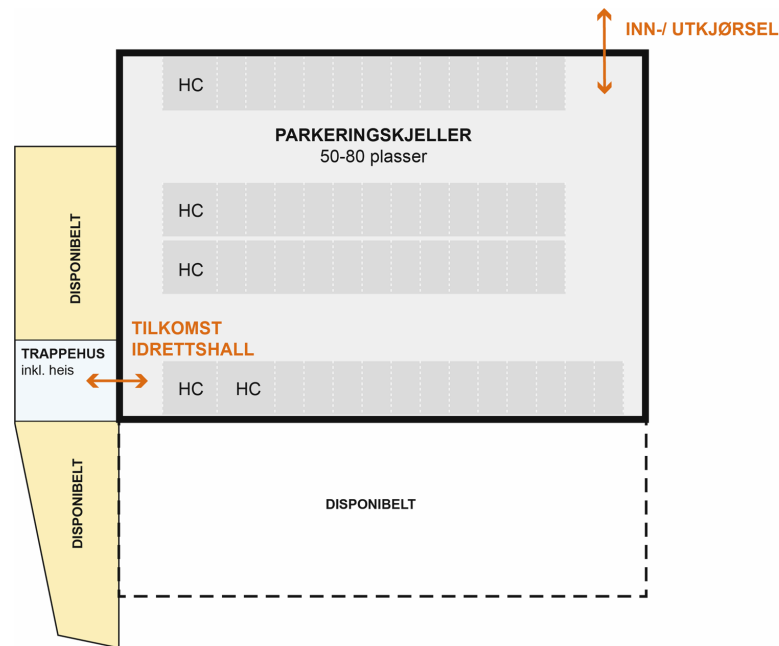 INN-/ UTKJØRSEL
HC
PARKERINGSKJELLER
50-80 plasser
HC
DISPONIBELT
HC
TILKOMST
IDRETTSHALL
TRAPPEHUS
inkl. heis
HC HC
DISPONIBELT
DISPONIBELT